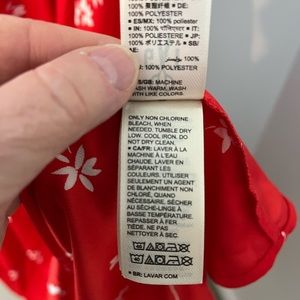 100% 聚酯纤维 ■ DE:
100% POLYESTER
■ ES/MX: 100%
■ IN: 100%
■ IT: 100%
POLIESTERE ■ JP:
100% ポリエステル ■ SB/
AE:
100%
: 100% POLYESTER
/GB: MACHINE
WASH WARM, WASH
WITH LIKE COLORS.
ONLY NON CHLORINE
BLEACH, WHEN
NEEDED. TUMBLE DRY
LOW. COOL IRON. DO
NOT DRY CLEAN.
■ CA/FR: LAVER À LA
MACHINE À L'EAU
CHAUDE. LAVER EN
SÉPARANT LES
COULEURS. UTILISER
SEULEMENT UN AGENT
DE BLANCHIMENT NON
CHLORÉ, QUAND
NÉCESSAIRE. SÉCHER
AU SÈCHE-LINGE À
BASSE TEMPÉRATURE.
REPASSER À FER
TIÈDE. NE PAS
NETTOYER À SEC.
■ BR: LAVAR COM